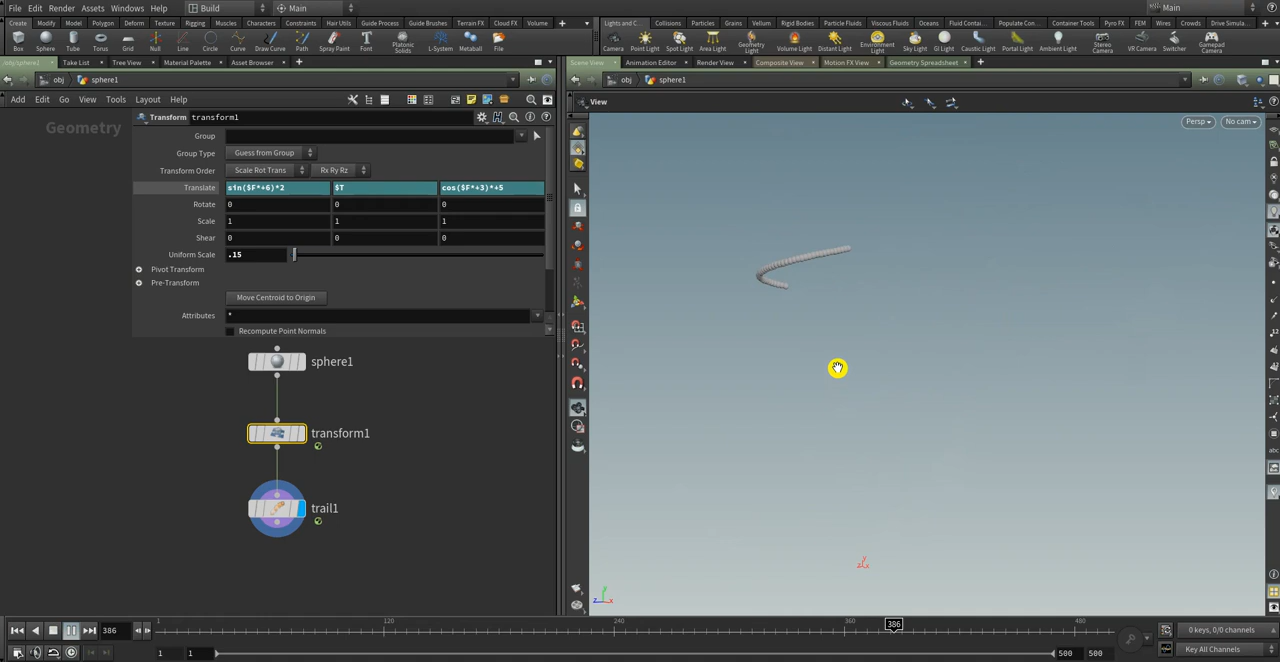 File Edit Render Assets Windows Help Build Main Main
Create Modify Model Polygon Deform Texture Rigging Muscles Characters Constraints Hair Utils Guide Process Guide Brushes Terrain FX Cloud FX Volume
Lights and C... Collisions Particles Grains Vellum Rigid Bodies Particle Fluids Viscous Fluids Oceans Fluid Contai... Populate Con... Container Tools Pyro FX FEM Wires Crowds Drive Simula...
Box Sphere Tube Torus Grid Null Line Circle Curve Draw Curve Path Spray Paint Font Platonic Solids L-System Metaball File
Camera Point Light Spot Light Area Light Geometry Light Volume Light Distant Light Environment Light Sky Light GI Light Caustic Light Portal Light Ambient Light Stereo Camera VR Camera Switcher Gamepad Camera
/obj/sphere1 Take List Tree View Material Palette Asset Browser
Scene View Animation Editor Render View Composite View Motion FX View Geometry Spreadsheet
obj sphere1
obj sphere1
Add Edit Go View Tools Layout Help
View
Geometry
Transform transform1
Group
Group Type Guess from Group
Transform Order Scale Rot Trans Rx Ry Rz
Translate sin($F*+6)*2 $T cos($F*+3)*+5
Rotate 0 0 0
Scale 1 1 1
Shear 0 0 0
Uniform Scale .15
Pivot Transform
Pre-Transform
Move Centroid to Origin
Attributes *
Recompute Point Normals
Persp No cam
sphere1
transform1
trail1
386 1 120 240 360 386 480
0 keys, 0/0 channels
1 1 500 500
Key All Channels